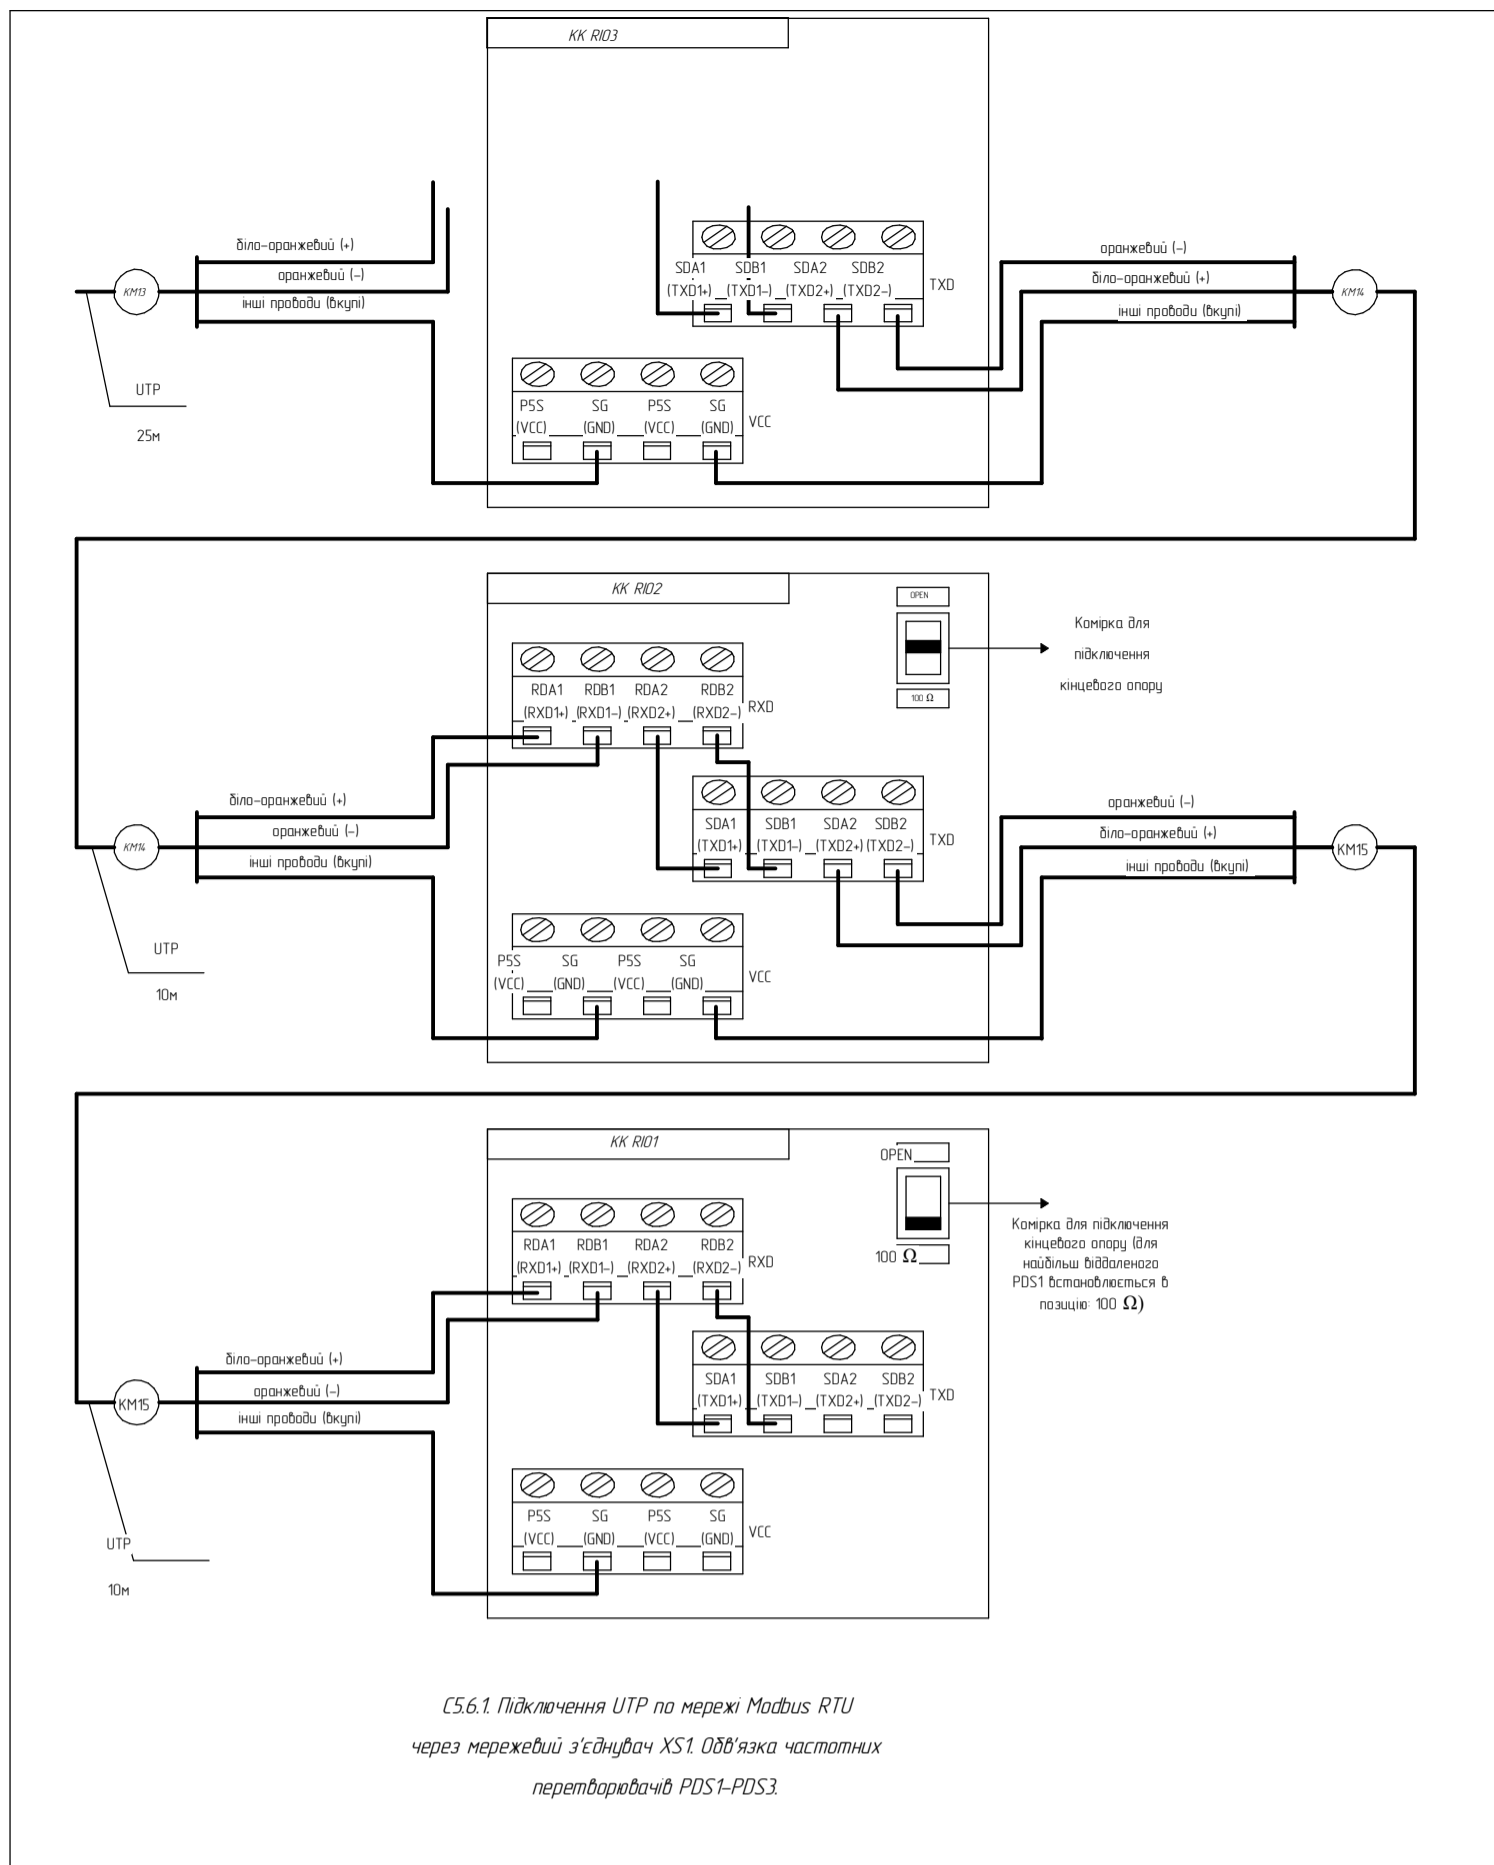 KK RIO3
біло-оранжевий (+)
оранжевий (-)
інші проводи (вкупі)
KM13
UTP
25м
SDA1 SDB1 SDA2 SDB2
(TXD1+) (TXD1-) (TXD2+) (TXD2-)
TXD
P5S SG P5S SG
(VCC) (GND) (VCC) (GND)
VCC
оранжевий (-)
біло-оранжевий (+)
інші проводи (вкупі)
KM14
KK RIO2
OPEN
100 Ω
Комірка для
підключення
кінцевого опору
RDA1 RDB1 RDA2 RDB2
(RXD1+) (RXD1-) (RXD2+) (RXD2-)
RXD
біло-оранжевий (+)
оранжевий (-)
інші проводи (вкупі)
KM14
UTP
10м
SDA1 SDB1 SDA2 SDB2
(TXD1+) (TXD1-) (TXD2+) (TXD2-)
TXD
P5S SG P5S SG
(VCC) (GND) (VCC) (GND)
VCC
оранжевий (-)
біло-оранжевий (+)
інші проводи (вкупі)
KM15
KK RIO1
OPEN
100 Ω
Комірка для підключення
кінцевого опору (для
найбільш віддаленого
PDS1 встановлюється в
позицію: 100 Ω)
RDA1 RDB1 RDA2 RDB2
(RXD1+) (RXD1-) (RXD2+) (RXD2-)
RXD
біло-оранжевий (+)
оранжевий (-)
інші проводи (вкупі)
KM15
UTP
10м
SDA1 SDB1 SDA2 SDB2
(TXD1+) (TXD1-) (TXD2+) (TXD2-)
TXD
P5S SG P5S SG
(VCC) (GND) (VCC) (GND)
VCC
C5.6.1. Підключення UTP по мережі Modbus RTU
через мережевий з'єднувач XS1. Обв'язка частотних
перетворювачів PDS1-PDS3.